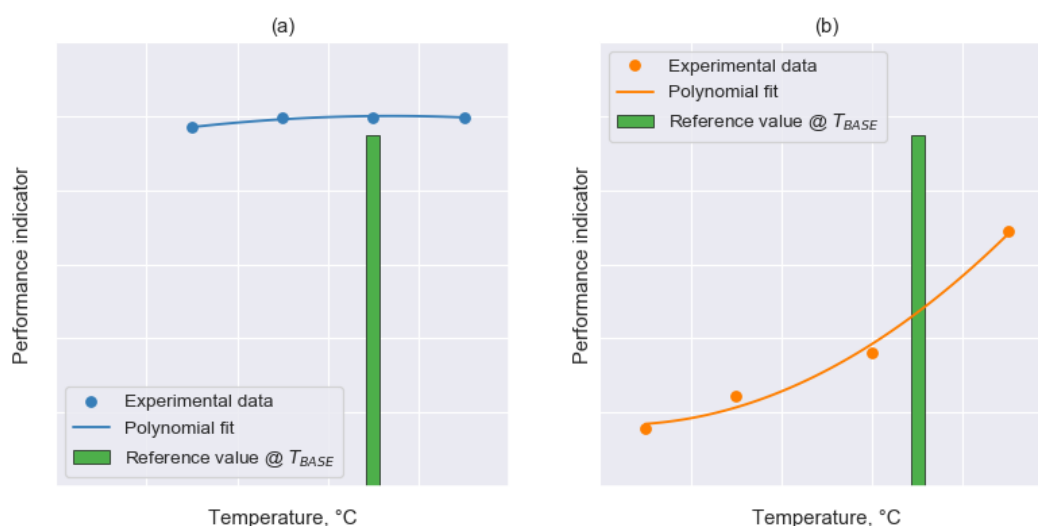 (a)
Performance indicator
Experimental data
Polynomial fit
Reference value @ T_BASE
Temperature, °C
(b)
Performance indicator
Experimental data
Polynomial fit
Reference value @ T_BASE
Temperature, °C